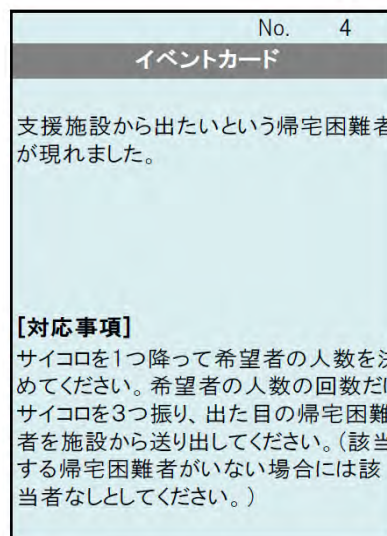 No. 4
イベントカード
支援施設から出たいという帰宅困難者
が現れました。
[対応事項]
サイコロを1つ降って希望者の人数を決
めてください。希望者の人数の回数だけ
サイコロを3つ振り、出た目の帰宅困難
者を施設から送り出してください。(該当
する帰宅困難者がいない場合には該
当者なしとしてください。)